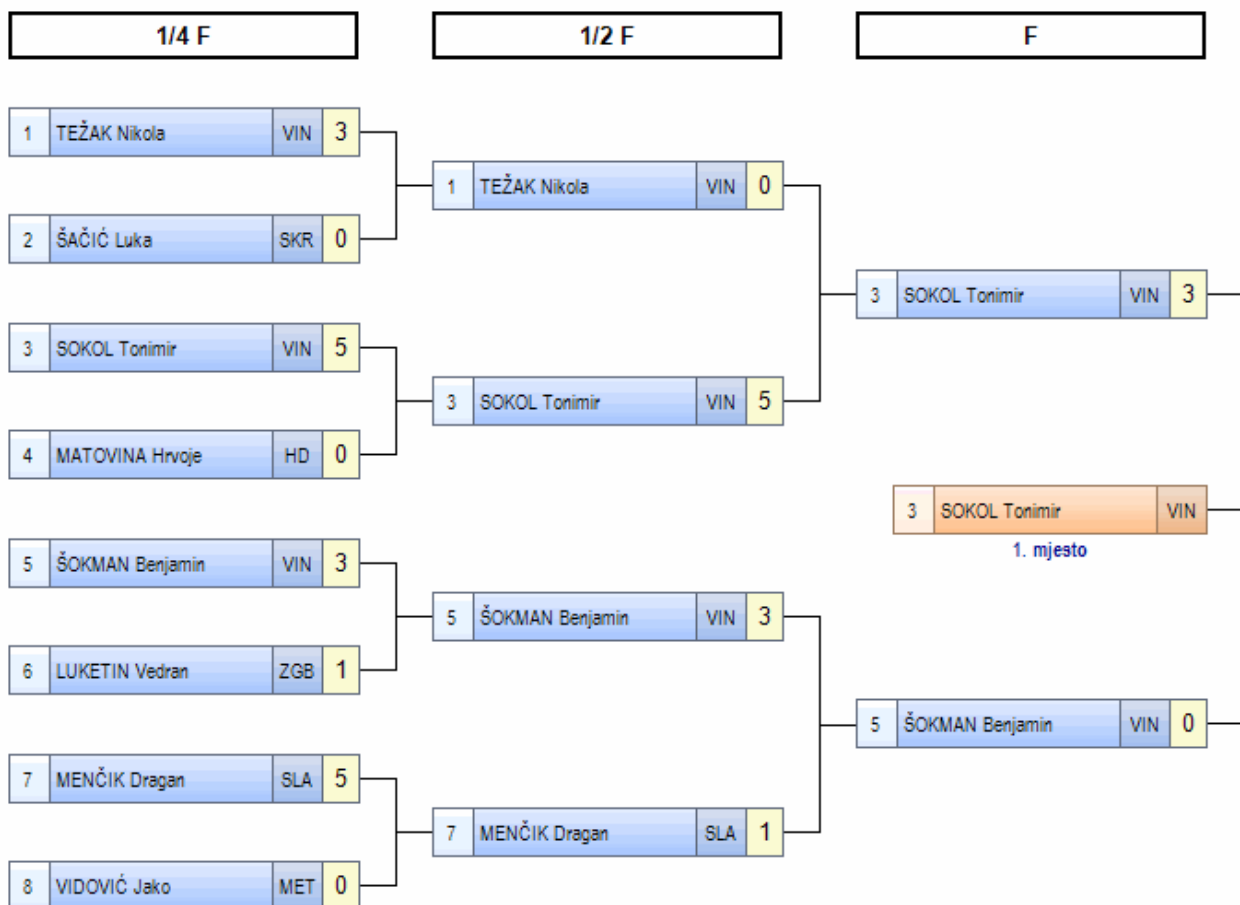 1/4 F
1/2 F
F
1 TEŽAK Nikola VIN 3
1 TEŽAK Nikola VIN 0
2 ŠAČIĆ Luka SKR 0
3 SOKOL Tonimir VIN 3
3 SOKOL Tonimir VIN 5
3 SOKOL Tonimir VIN 5
4 MATOVINA Hrvoje HD 0
3 SOKOL Tonimir VIN
1. mjesto
5 ŠOKMAN Benjamin VIN 3
5 ŠOKMAN Benjamin VIN 3
6 LUKETIN Vedran ZGB 1
5 ŠOKMAN Benjamin VIN 0
7 MENČIK Dragan SLA 5
7 MENČIK Dragan SLA 1
8 VIDOVIĆ Jako MET 0